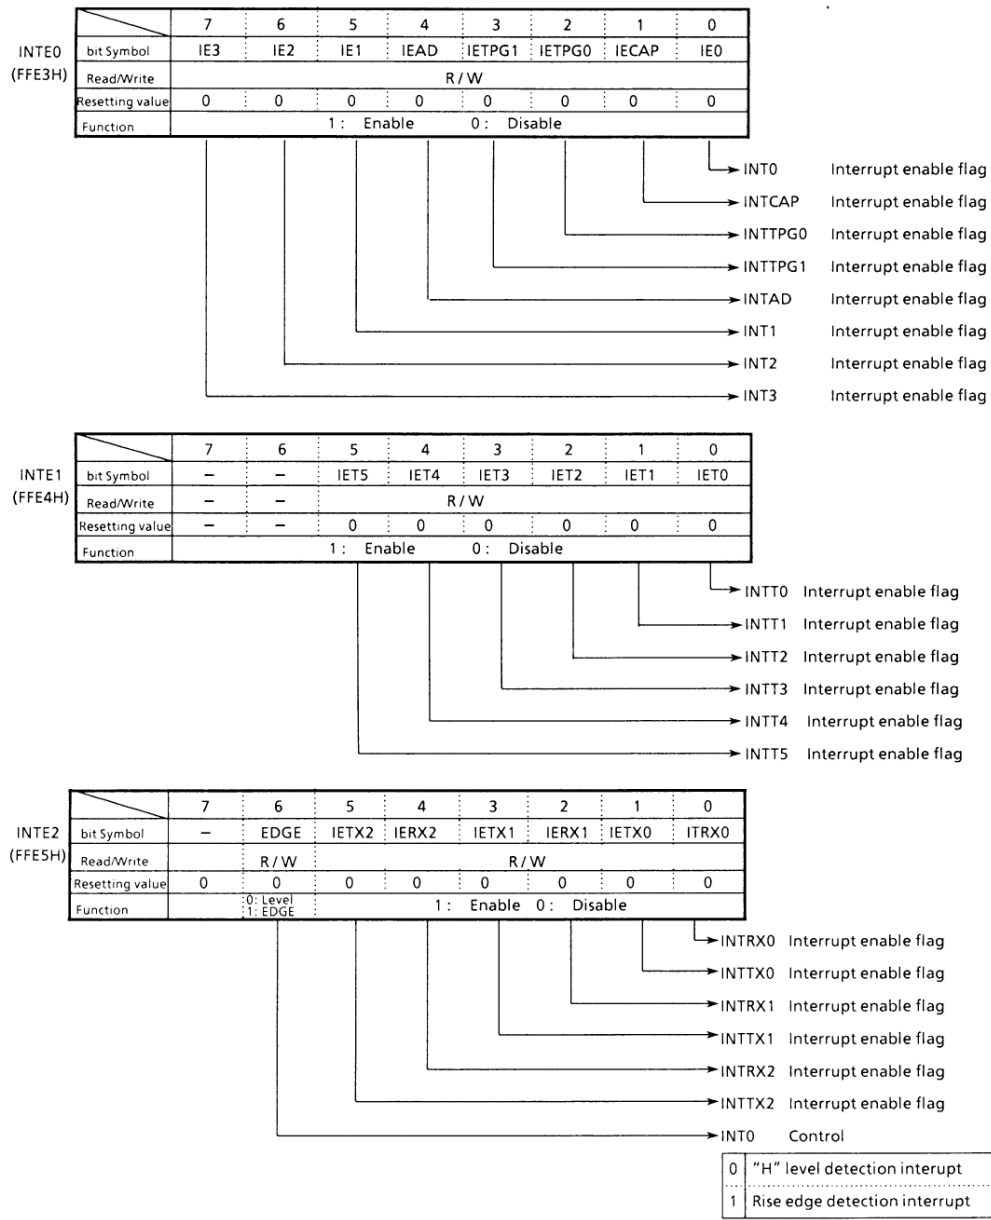 7 6 5 4 3 2 1 0
INTE0 bit Symbol IE3 IE2 IE1 IEAD IETPG1 IETPG0 IECAP IE0
(FFE3H) Read/Write R/W
Resetting value 0 0 0 0 0 0 0 0
Function 1: Enable 0: Disable
INT0 Interrupt enable flag
INTCAP Interrupt enable flag
INTTPG0 Interrupt enable flag
INTTPG1 Interrupt enable flag
INTAD Interrupt enable flag
INT1 Interrupt enable flag
INT2 Interrupt enable flag
INT3 Interrupt enable flag
7 6 5 4 3 2 1 0
INTE1 bit Symbol – – IET5 IET4 IET3 IET2 IET1 IET0
(FFE4H) Read/Write – – R/W
Resetting value – – 0 0 0 0 0 0
Function 1: Enable 0: Disable
INTT0 Interrupt enable flag
INTT1 Interrupt enable flag
INTT2 Interrupt enable flag
INTT3 Interrupt enable flag
INTT4 Interrupt enable flag
INTT5 Interrupt enable flag
7 6 5 4 3 2 1 0
INTE2 bit Symbol – EDGE IETX2 IERX2 IETX1 IERX1 IETX0 ITRX0
(FFE5H) Read/Write R/W R/W
Resetting value 0 0 0 0 0 0 0 0
Function 0: Level 1: Enable 0: Disable
1: EDGE
INTRX0 Interrupt enable flag
INTTX0 Interrupt enable flag
INTRX1 Interrupt enable flag
INTTX1 Interrupt enable flag
INTRX2 Interrupt enable flag
INTTX2 Interrupt enable flag
INT0 Control
0 "H" level detection interupt
1 Rise edge detection interrupt